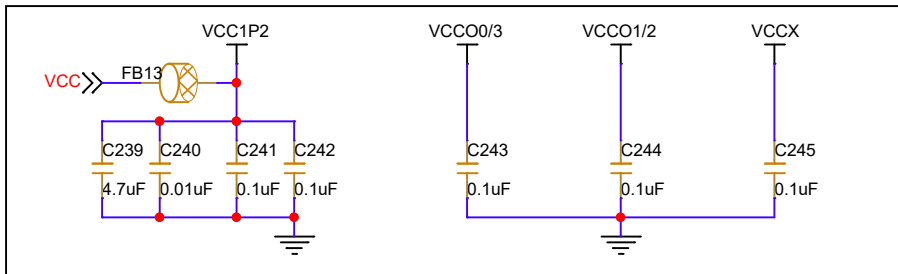 VCC1P2 VCCO0/3 VCCO1/2 VCCX
VCC FB13
C239 C240 C241 C242 C243 C244 C245
4.7uF 0.01uF 0.1uF 0.1uF 0.1uF 0.1uF 0.1uF